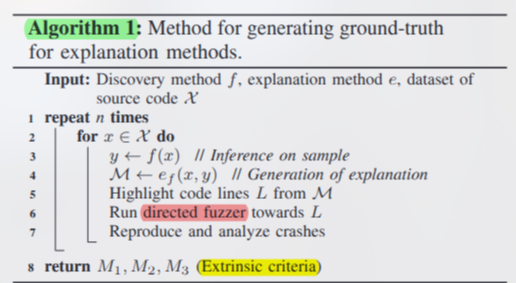 Algorithm 1: Method for generating ground-truth
for explanation methods.
Input: Discovery method f, explanation method e, dataset of
source code 𝒳
1 repeat n times
2 for x ∈ 𝒳 do
3 y ← f(x) // Inference on sample
4 ℳ ← e_f(x, y) // Generation of explanation
5 Highlight code lines L from ℳ
6 Run directed fuzzer towards L
7 Reproduce and analyze crashes
8 return M₁, M₂, M₃ (Extrinsic criteria)